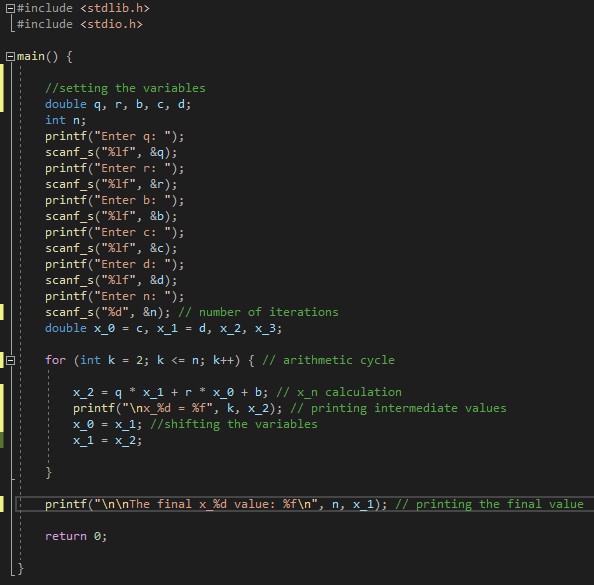 #include <stdlib.h>
#include <stdio.h>
main() {
//setting the variables
double q, r, b, c, d;
int n;
printf("Enter q: ");
scanf_s("%lf", &q);
printf("Enter r: ");
scanf_s("%lf", &r);
printf("Enter b: ");
scanf_s("%lf", &b);
printf("Enter c: ");
scanf_s("%lf", &c);
printf("Enter d: ");
scanf_s("%lf", &d);
printf("Enter n: ");
scanf_s("%d", &n); // number of iterations
double x_0 = c, x_1 = d, x_2, x_3;
for (int k = 2; k <= n; k++) { // arithmetic cycle
x_2 = q * x_1 + r * x_0 + b; // x_n calculation
printf("\nx_%d = %f", k, x_2); // printing intermediate values
x_0 = x_1; //shifting the variables
x_1 = x_2;
}
printf("\n\nThe final x_%d value: %f\n", n, x_1); // printing the final value
return 0;
}